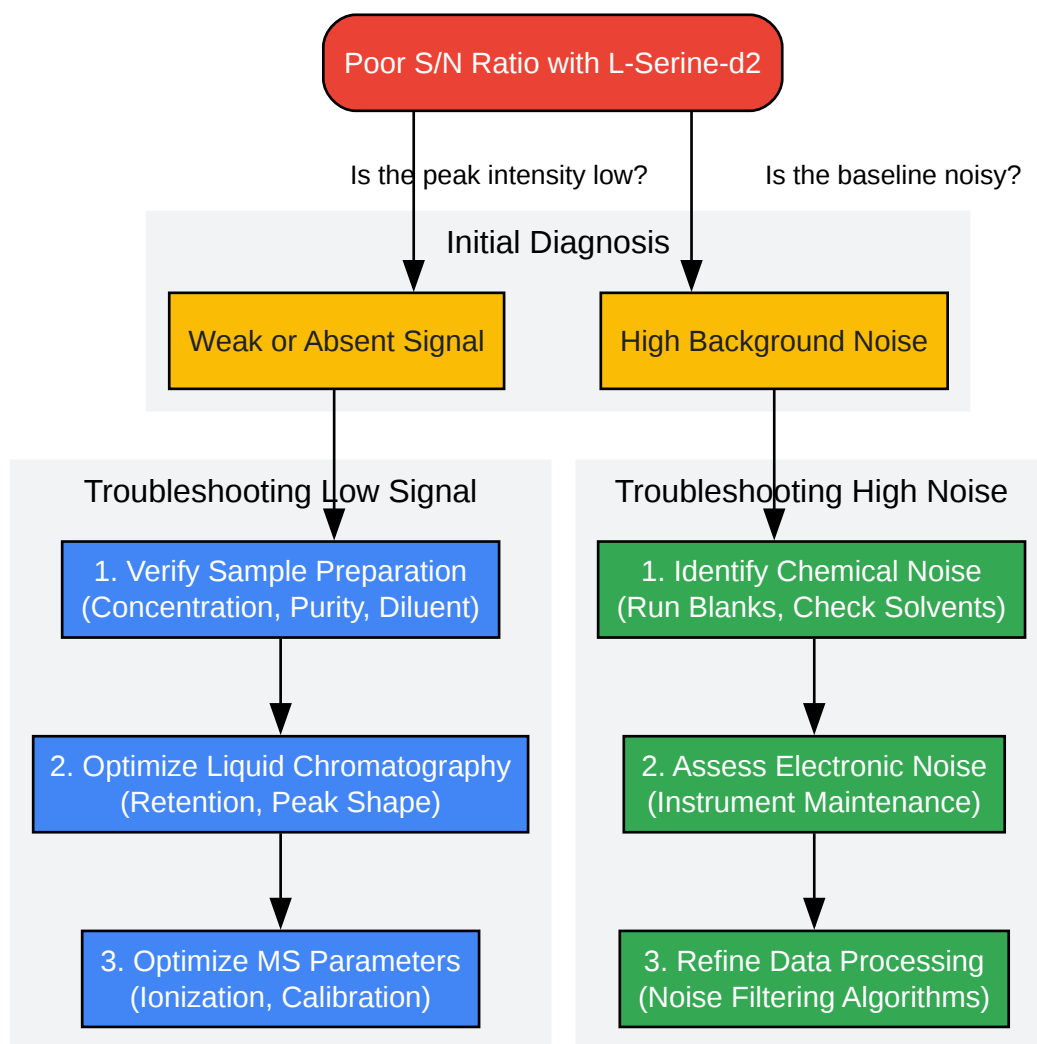 Poor S/N Ratio with L-Serine-d2
Is the peak intensity low?
Is the baseline noisy?
Initial Diagnosis
Weak or Absent Signal
High Background Noise
Troubleshooting Low Signal
1. Verify Sample Preparation
(Concentration, Purity, Diluent)
2. Optimize Liquid Chromatography
(Retention, Peak Shape)
3. Optimize MS Parameters
(Ionization, Calibration)
Troubleshooting High Noise
1. Identify Chemical Noise
(Run Blanks, Check Solvents)
2. Assess Electronic Noise
(Instrument Maintenance)
3. Refine Data Processing
(Noise Filtering Algorithms)